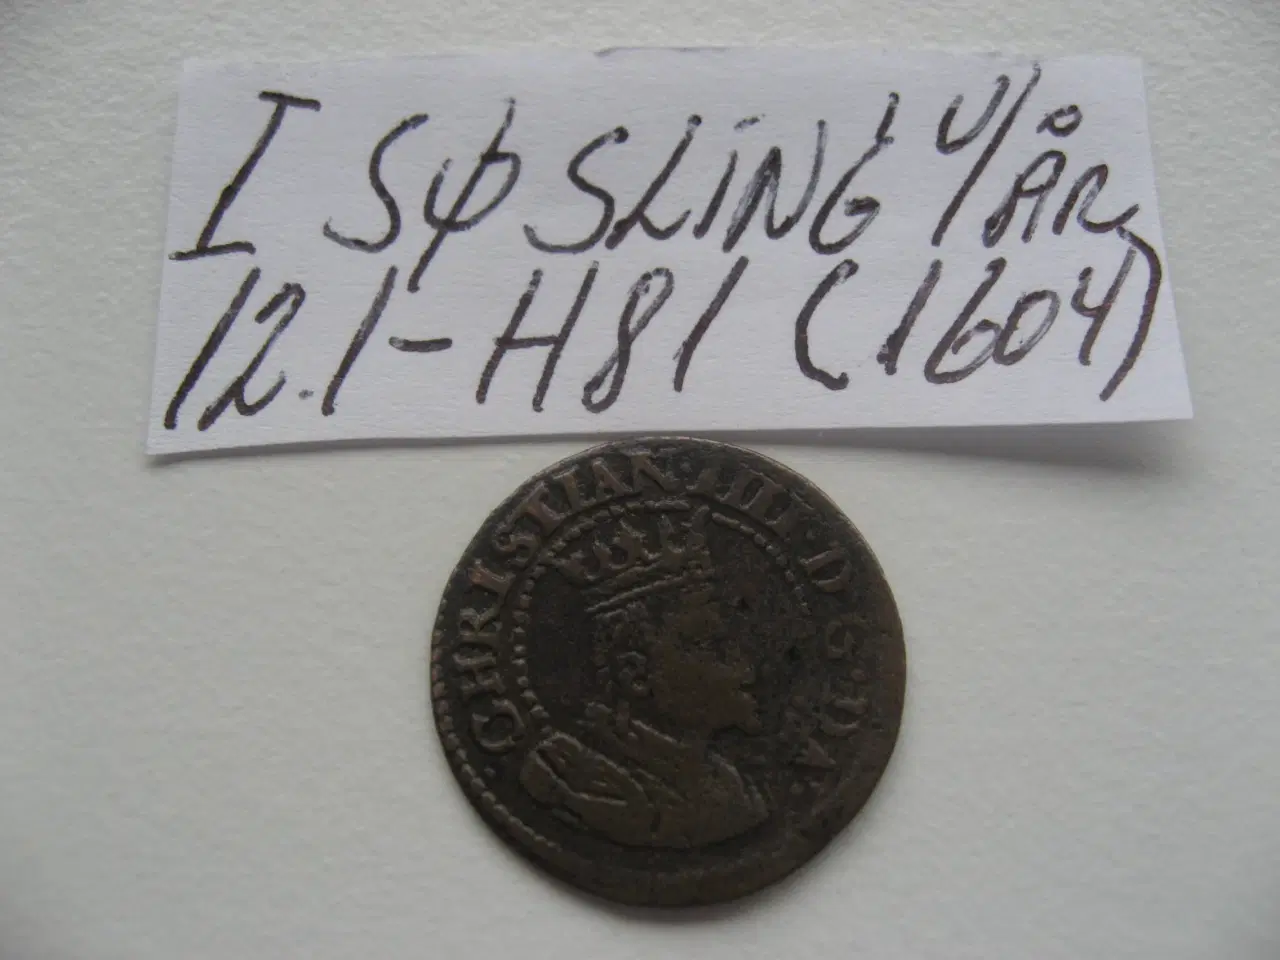 I SØSLING U/ÅR
12.1-H81 (1604)
CHRISTIAN·IIII·D·G·DA·